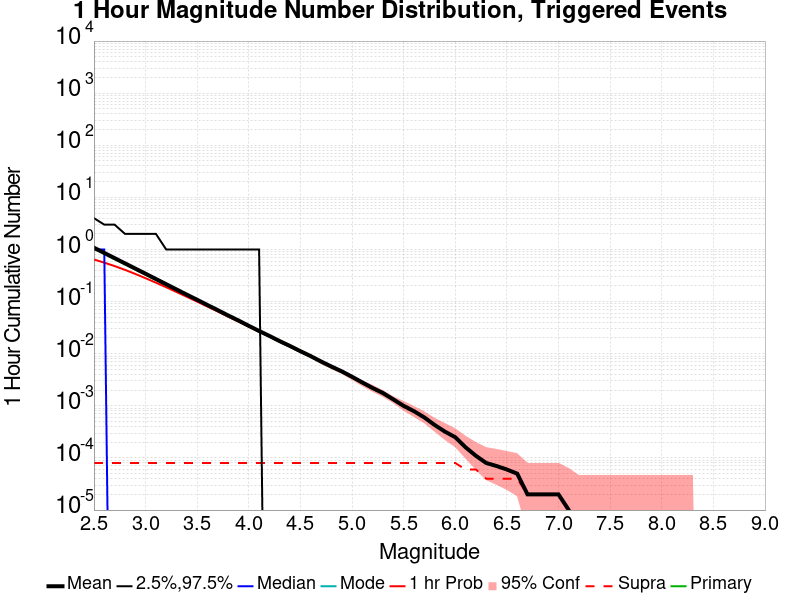 1 Hour Magnitude Number Distribution, Triggered Events
1 Hour Cumulative Number
10^4
10^3
10^2
10^1
10^0
10^-1
10^-2
10^-3
10^-4
10^-5
2.5 3.0 3.5 4.0 4.5 5.0 5.5 6.0 6.5 7.0 7.5 8.0 8.5 9.0
Magnitude
Mean 2.5%,97.5% Median Mode 1 hr Prob 95% Conf Supra Primary